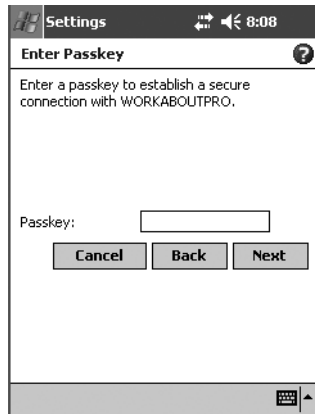 Settings 8:08
Enter Passkey ?
Enter a passkey to establish a secure
connection with WORKABOUTPRO.
Passkey:
Cancel Back Next